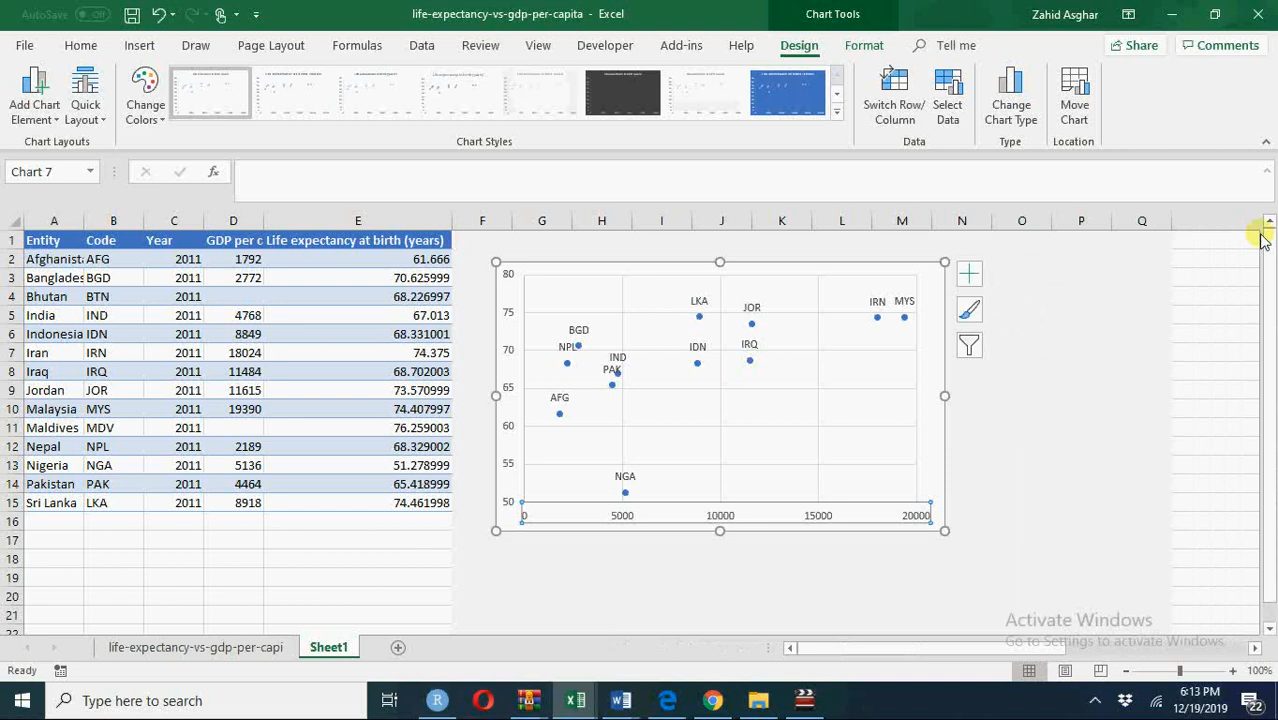 AutoSave Off
life-expectancy-vs-gdp-per-capita - Excel
Chart Tools
Zahid Asghar
File Home Insert Draw Page Layout Formulas Data Review View Developer Add-ins Help Design Format Tell me Share Comments
Add Chart Element
Quick Layout
Change Colors
Switch Row/ Column
Select Data
Change Chart Type
Move Chart
Chart Layouts
Chart Styles
Data
Type
Location
Chart 7
fx
A B C D E F G H I J K L M N O P Q
1 Entity Code Year GDP per c Life expectancy at birth (years)
2 Afghanist AFG 2011 1792 61.666
3 Banglades BGD 2011 2772 70.625999
4 Bhutan BTN 2011 68.226997
5 India IND 2011 4768 67.013
6 Indonesia IDN 2011 8849 68.331001
7 Iran IRN 2011 18024 74.375
8 Iraq IRQ 2011 11484 68.702003
9 Jordan JOR 2011 11615 73.570999
10 Malaysia MYS 2011 19390 74.407997
11 Maldives MDV 2011 76.259003
12 Nepal NPL 2011 2189 68.329002
13 Nigeria NGA 2011 5136 51.278999
14 Pakistan PAK 2011 4464 65.418999
15 Sri Lanka LKA 2011 8918 74.461998
16
17
18
19
20
21
22
80
75
70
65
60
55
50
0 5000 10000 15000 20000
LKA
JOR
IRN
MYS
BGD
NPL
IND
PAK
IDN
IRQ
AFG
NGA
Activate Windows
Go to Settings to activate Windows.
life-expectancy-vs-gdp-per-capi
Sheet1
Ready
100%
Type here to search
6:13 PM
12/19/2019
22